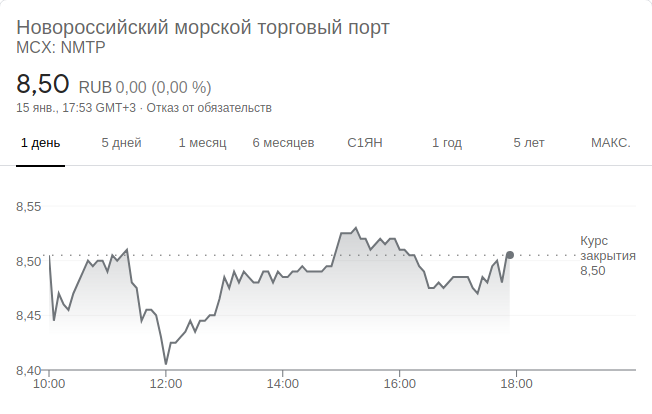 Новороссийский морской торговый порт
MCX: NMTP
8,50 RUB 0,00 (0,00 %)
15 янв., 17:53 GMT+3 · Отказ от обязательств
1 день 5 дней 1 месяц 6 месяцев С1ЯН 1 год 5 лет МАКС.
8,55
8,50
8,45
8,40
Курс
закрытия
8,50
10:00 12:00 14:00 16:00 18:00